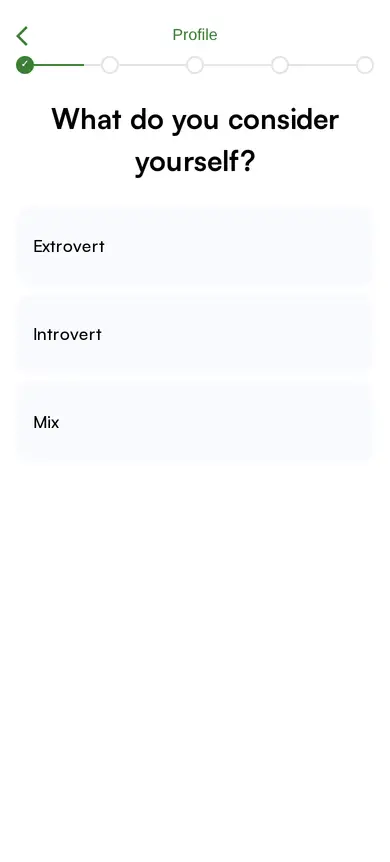 Profile
✓
What do you consider
yourself?
Extrovert
Introvert
Mix